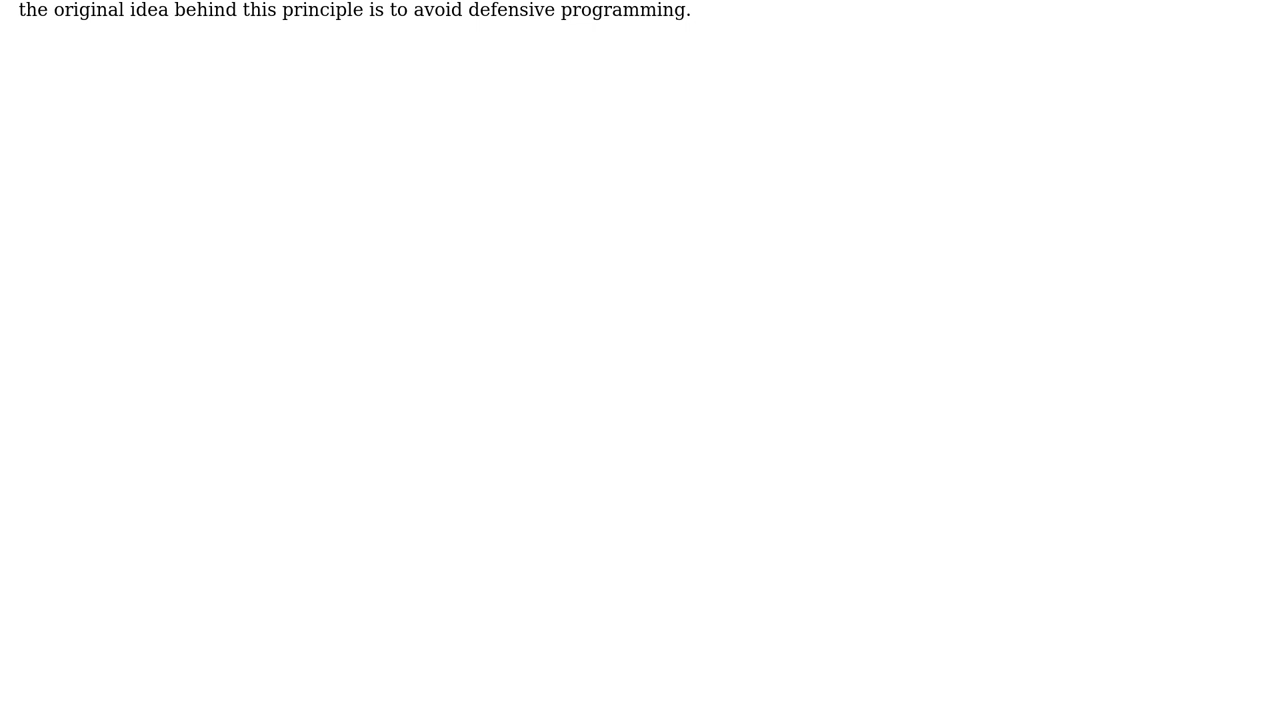 the original idea behind this principle is to avoid defensive programming.